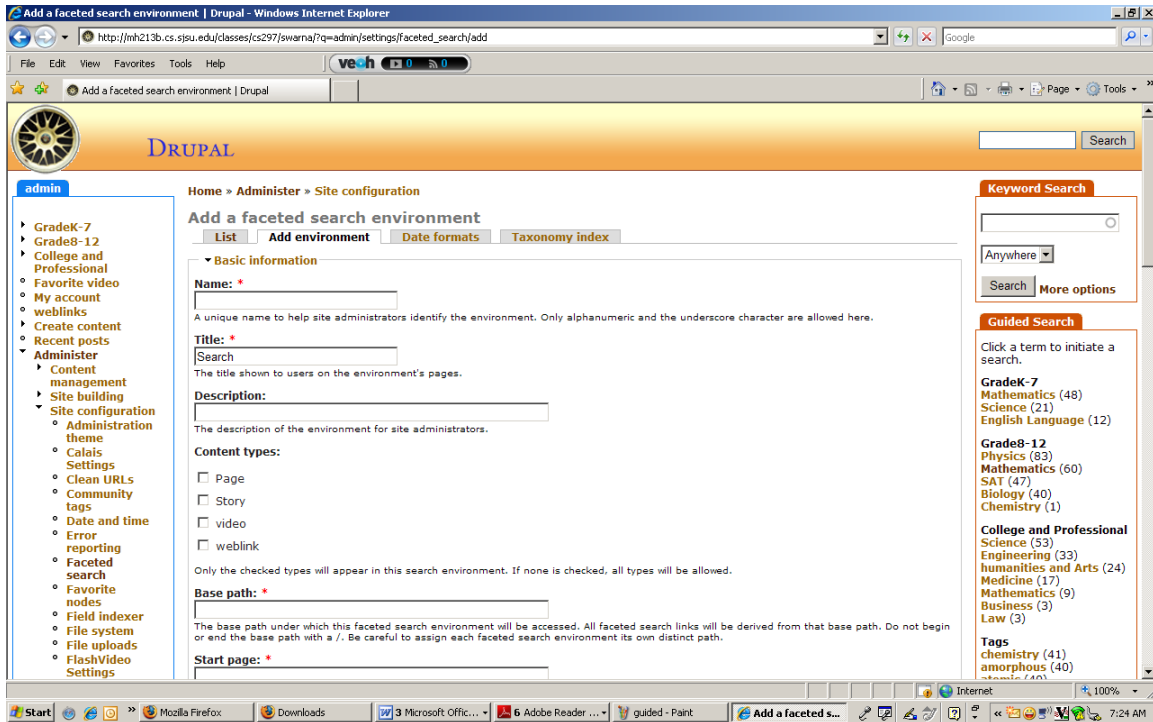 Add a faceted search environment | Drupal - Windows Internet Explorer
http://mh213b.cs.sjsu.edu/classes/cs297/swarna/?q=admin/settings/faceted_search/add
Google
File Edit View Favorites Tools Help
veoh 0 0
Add a faceted search environment | Drupal
Page Tools
DRUPAL
Search
admin
GradeK-7
Grade8-12
College and
Professional
Favorite video
My account
weblinks
Create content
Recent posts
Administer
Content
management
Site building
Site configuration
Administration
theme
Calais
Settings
Clean URLs
Community
tags
Date and time
Error
reporting
Faceted
search
Favorite
nodes
Field indexer
File system
File uploads
FlashVideo
Settings
Home » Administer » Site configuration
Add a faceted search environment
List Add environment Date formats Taxonomy index
Basic information
Name: *
A unique name to help site administrators identify the environment. Only alphanumeric and the underscore character are allowed here.
Title: *
Search
The title shown to users on the environment's pages.
Description:
The description of the environment for site administrators.
Content types:
Page
Story
video
weblink
Only the checked types will appear in this search environment. If none is checked, all types will be allowed.
Base path: *
The base path under which this faceted search environment will be accessed. All faceted search links will be derived from that base path. Do not begin
or end the base path with a /. Be careful to assign each faceted search environment its own distinct path.
Start page: *
Keyword Search
Anywhere
Search More options
Guided Search
Click a term to initiate a
search.
GradeK-7
Mathematics (48)
Science (21)
English Language (12)
Grade8-12
Physics (83)
Mathematics (60)
SAT (47)
Biology (40)
Chemistry (1)
College and Professional
Science (53)
Engineering (33)
humanities and Arts (24)
Medicine (17)
Mathematics (9)
Business (3)
Law (3)
Tags
chemistry (41)
amorphous (40)
atomic (40)
Internet 100%
Start Mozilla Firefox Downloads 3 Microsoft Offic... 6 Adobe Reader ... guided - Paint Add a faceted s... 7:24 AM